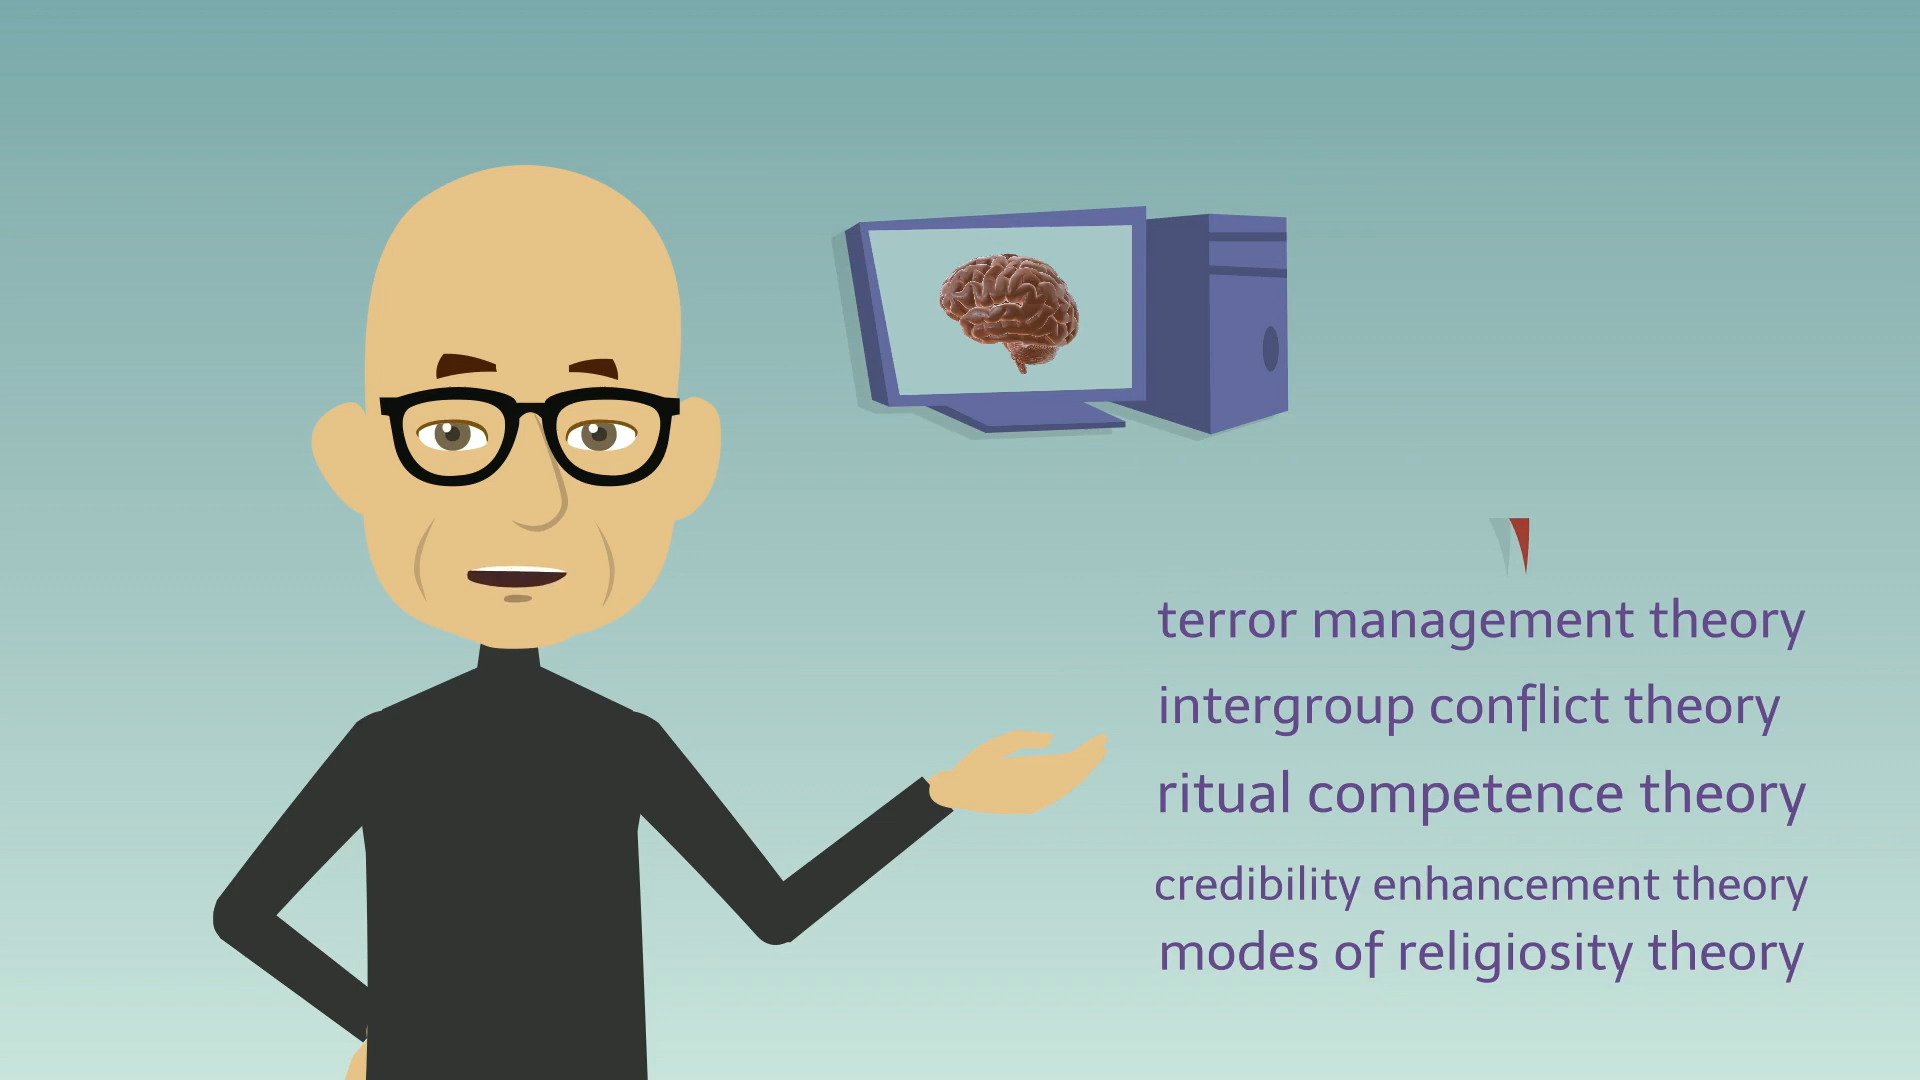 terror management theory
intergroup conflict theory
ritual competence theory
credibility enhancement theory
modes of religiosity theory